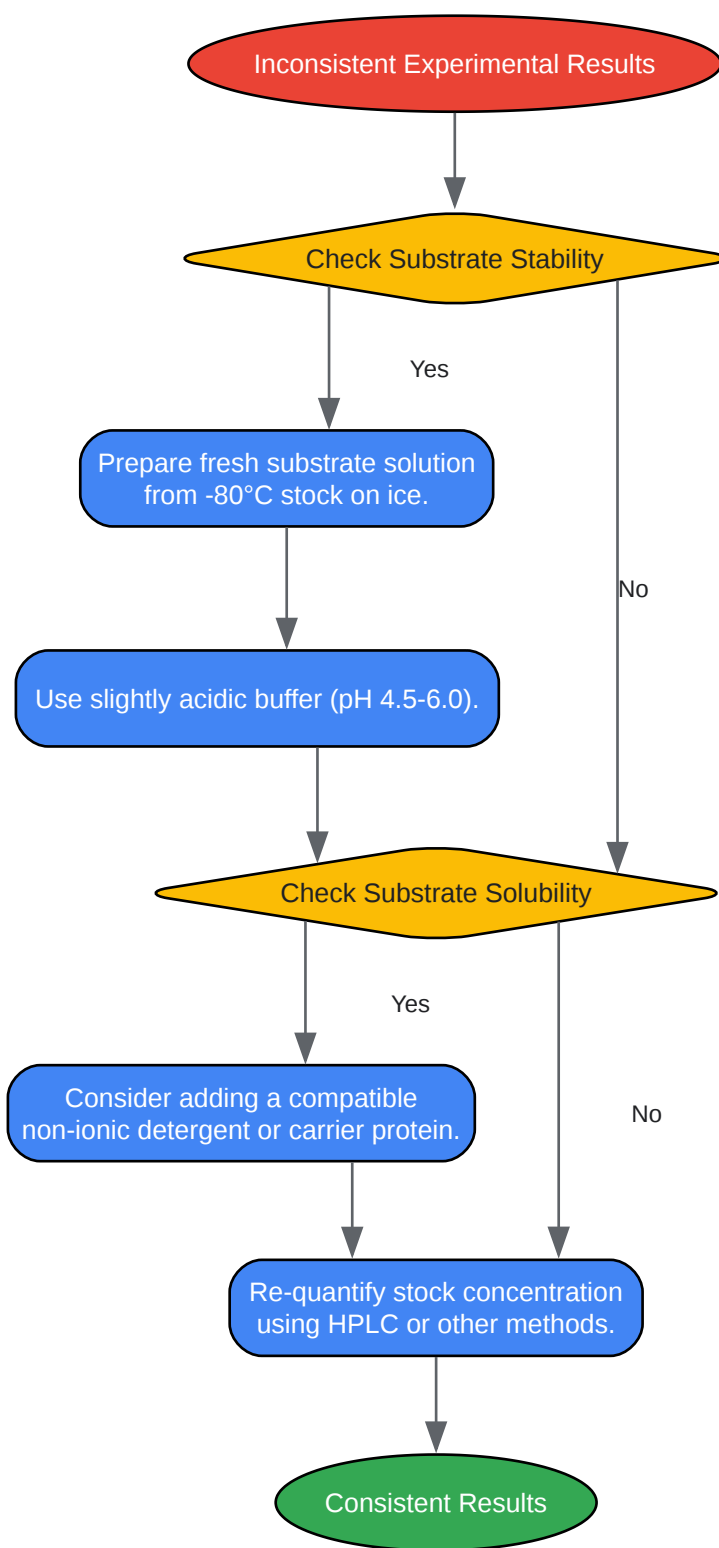 Inconsistent Experimental Results
Check Substrate Stability
Yes
Prepare fresh substrate solution
from -80°C stock on ice.
No
Use slightly acidic buffer (pH 4.5-6.0).
Check Substrate Solubility
Yes
Consider adding a compatible
non-ionic detergent or carrier protein.
No
Re-quantify stock concentration
using HPLC or other methods.
Consistent Results